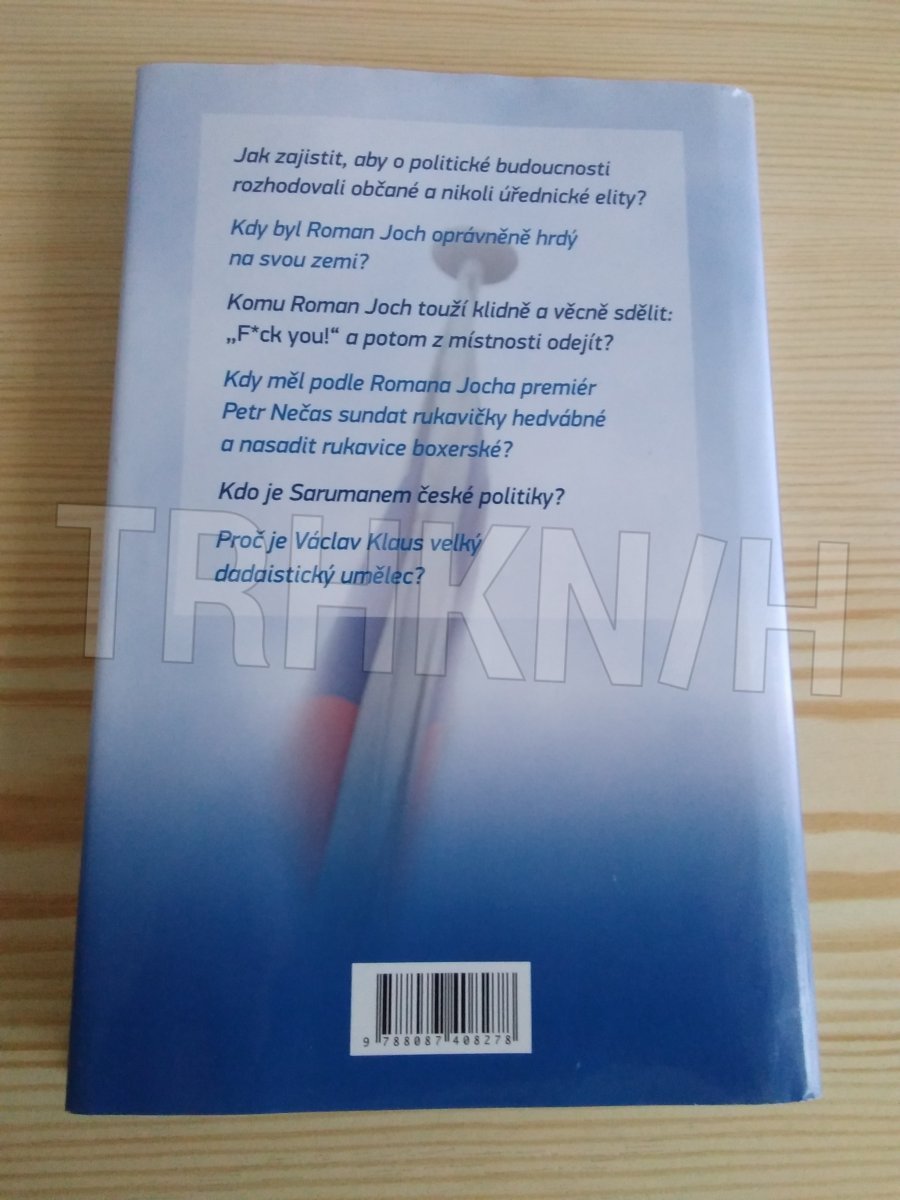 Jak zajistit, aby o politické budoucnosti
rozhodovali občané a nikoli úřednické elity?
Kdy byl Roman Joch oprávněně hrdý
na svou zemi?
Komu Roman Joch touží klidně a věcně sdělit:
„F*ck you!“ a potom z místnosti odejít?
Kdy měl podle Romana Jocha premiér
Petr Nečas sundat rukavičky hedvábné
a nasadit rukavice boxerské?
Kdo je Sarumanem české politiky?
Proč je Václav Klaus velký
dadaistický umělec?
TRHKN/H
9 788087 408278